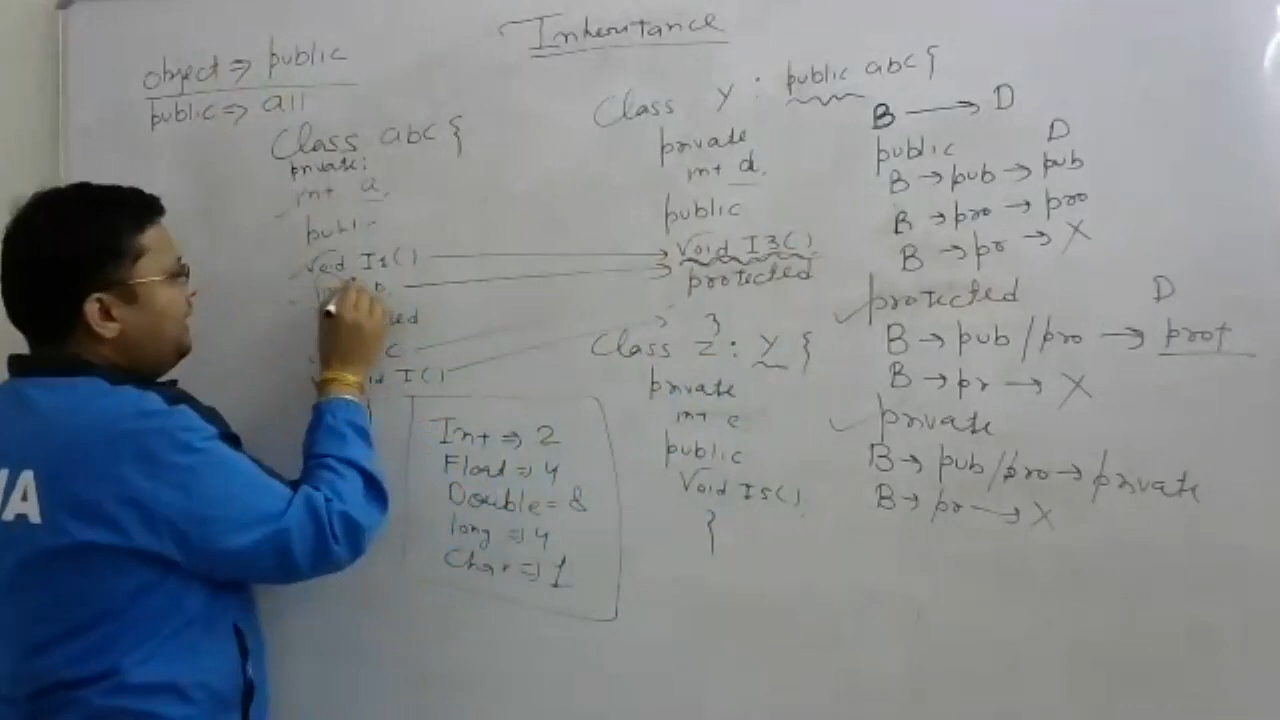 Inheritance
object => public
public => all
Class abc {
private:
int a,
void I1()
b
ed
c
I()
Int => 2
Float => 4
Double = 8
long => 4
Char => 1
Class Y : public abc {
private
int d,
public
void I3()
protected
}
Class Z : Y {
private
int e
public
void I5()
}
B → D
public D
B → pub → pub
B → pro → pro
B → pr → X
protected D
B → pub/pro → prot
B → pr → X
private
B → pub/pro → private
B → pr → X
VA